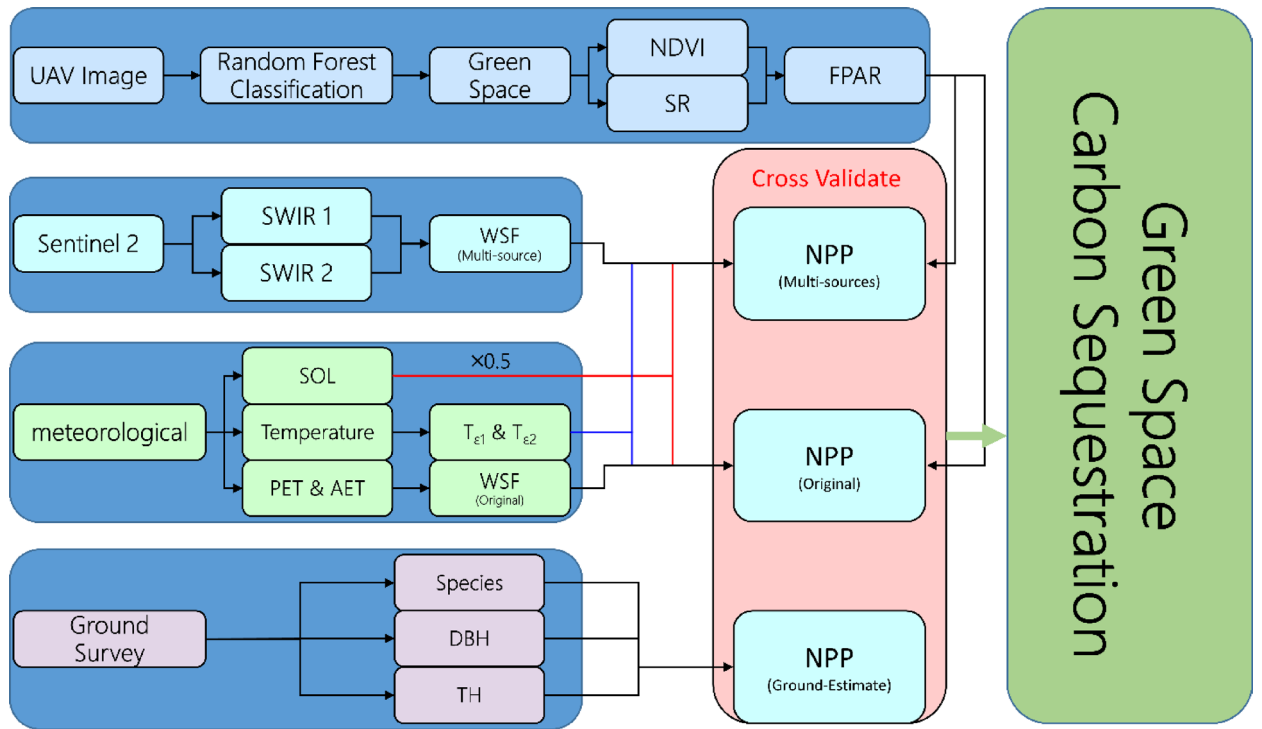 UAV Image
Random Forest
Classification
Green
Space
NDVI
SR
FPAR
Sentinel 2
SWIR 1
SWIR 2
WSF
(Multi-source)
meteorological
SOL
×0.5
Temperature
Tε1 & Tε2
PET & AET
WSF
(Original)
Ground
Survey
Species
DBH
TH
Cross Validate
NPP
(Multi-sources)
NPP
(Original)
NPP
(Ground-Estimate)
Green Space
Carbon Sequestration